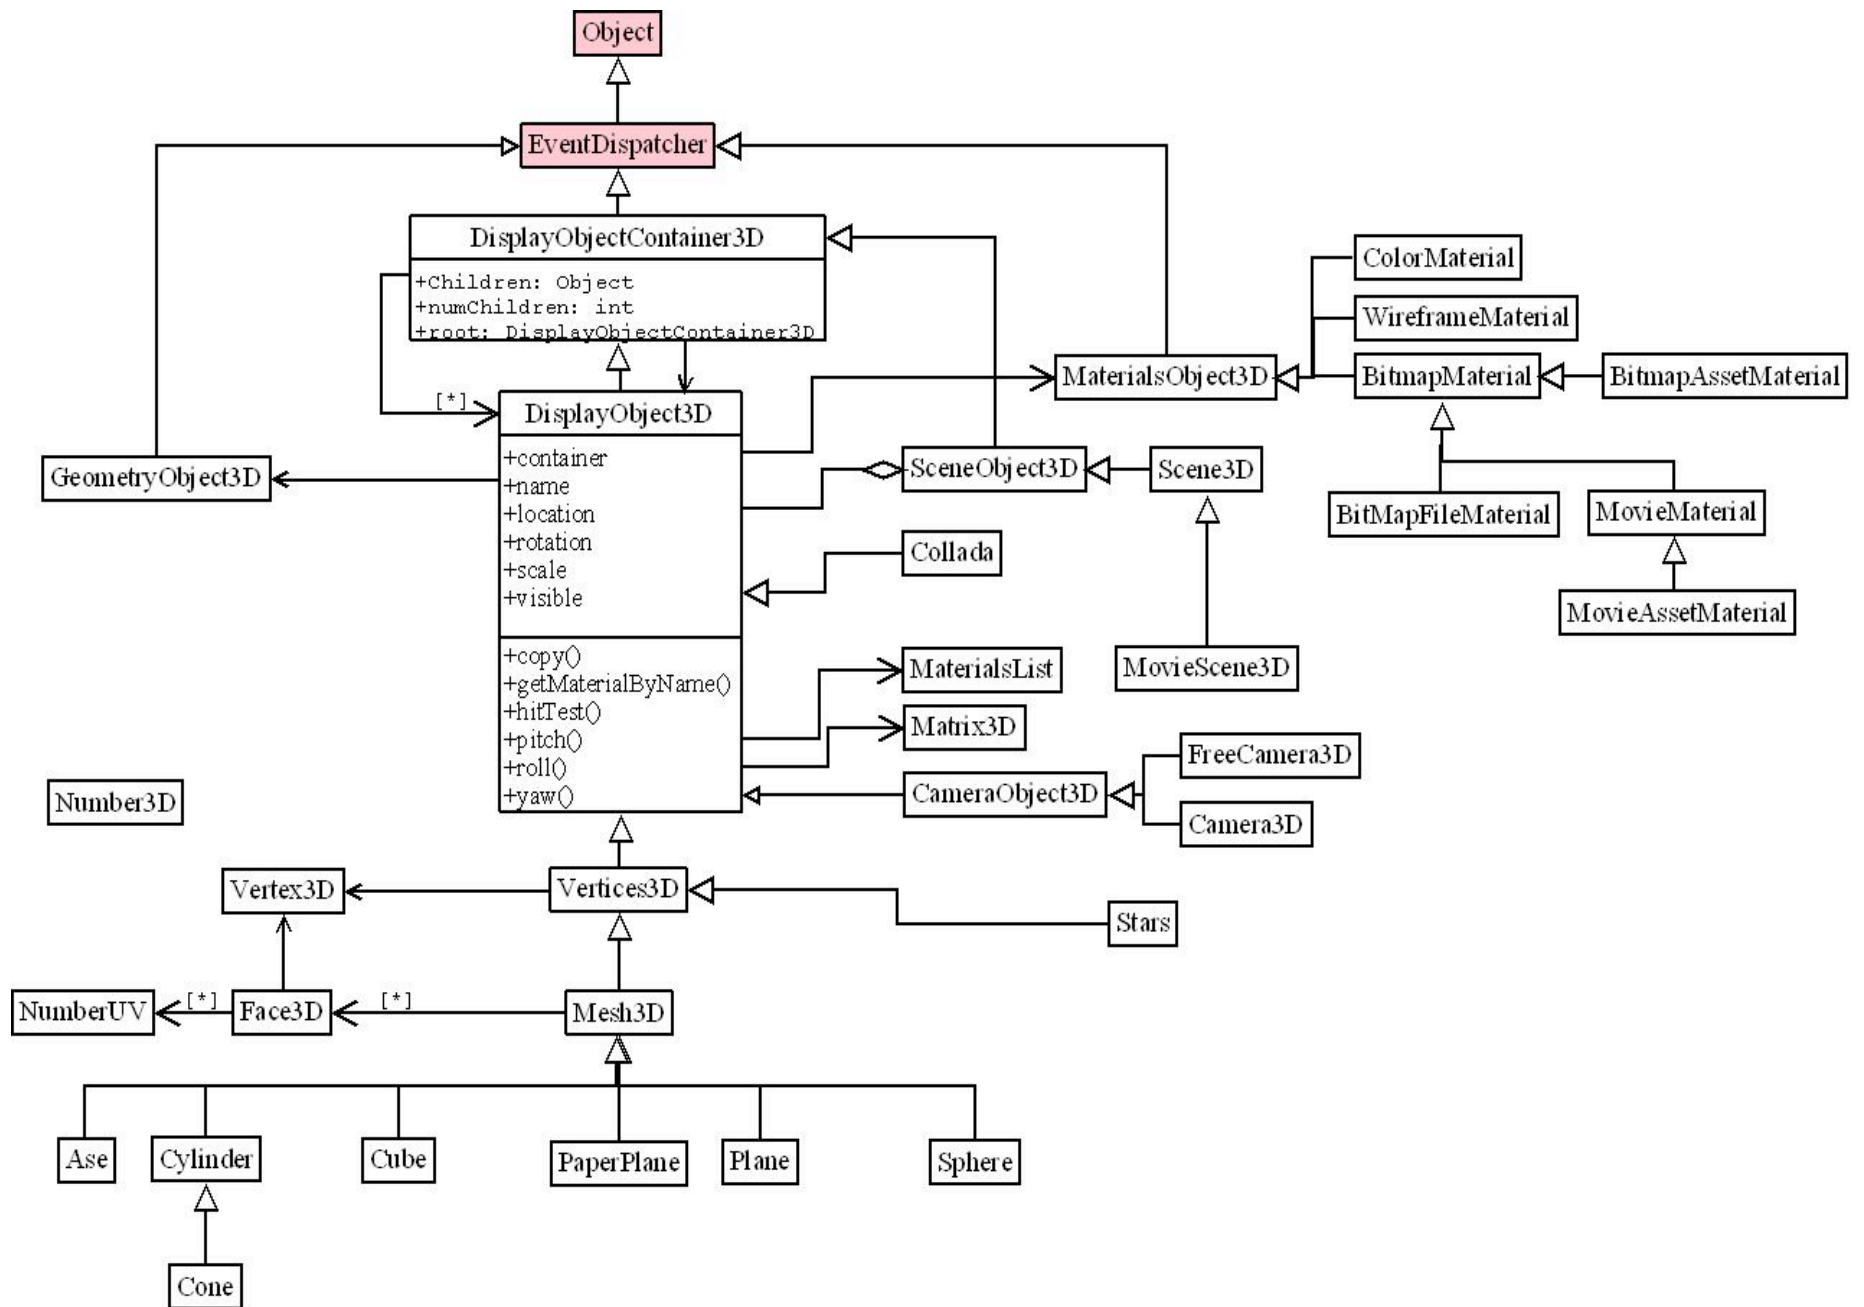 Object
EventDispatcher
DisplayObjectContainer3D
+Children: Object
+numChildren: int
+root: DisplayObjectContainer3D
ColorMaterial
WireframeMaterial
MaterialsObject3D
BitmapMaterial
BitmapAssetMaterial
[*]
DisplayObject3D
+container
+name
+location
+rotation
+scale
+visible
+copy()
+getMaterialByName()
+hitTest()
+pitch()
+roll()
+yaw()
GeometryObject3D
SceneObject3D
Scene3D
BitMapFileMaterial
MovieMaterial
Collada
MovieAssetMaterial
MaterialsList
MovieScene3D
Matrix3D
FreeCamera3D
CameraObject3D
Camera3D
Number3D
Vertex3D
Vertices3D
Stars
NumberUV
[*]
Face3D
[*]
Mesh3D
Ase
Cylinder
Cube
PaperPlane
Plane
Sphere
Cone